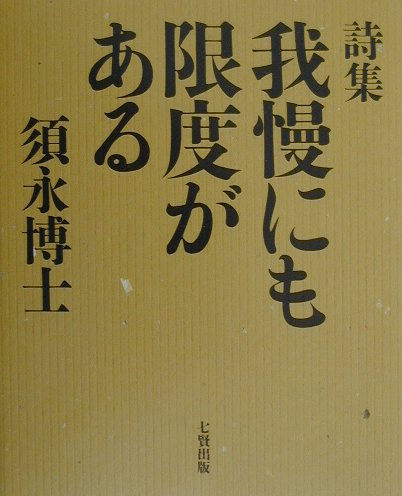 詩集
我慢にも
限度が
ある
須永博士
七賢出版